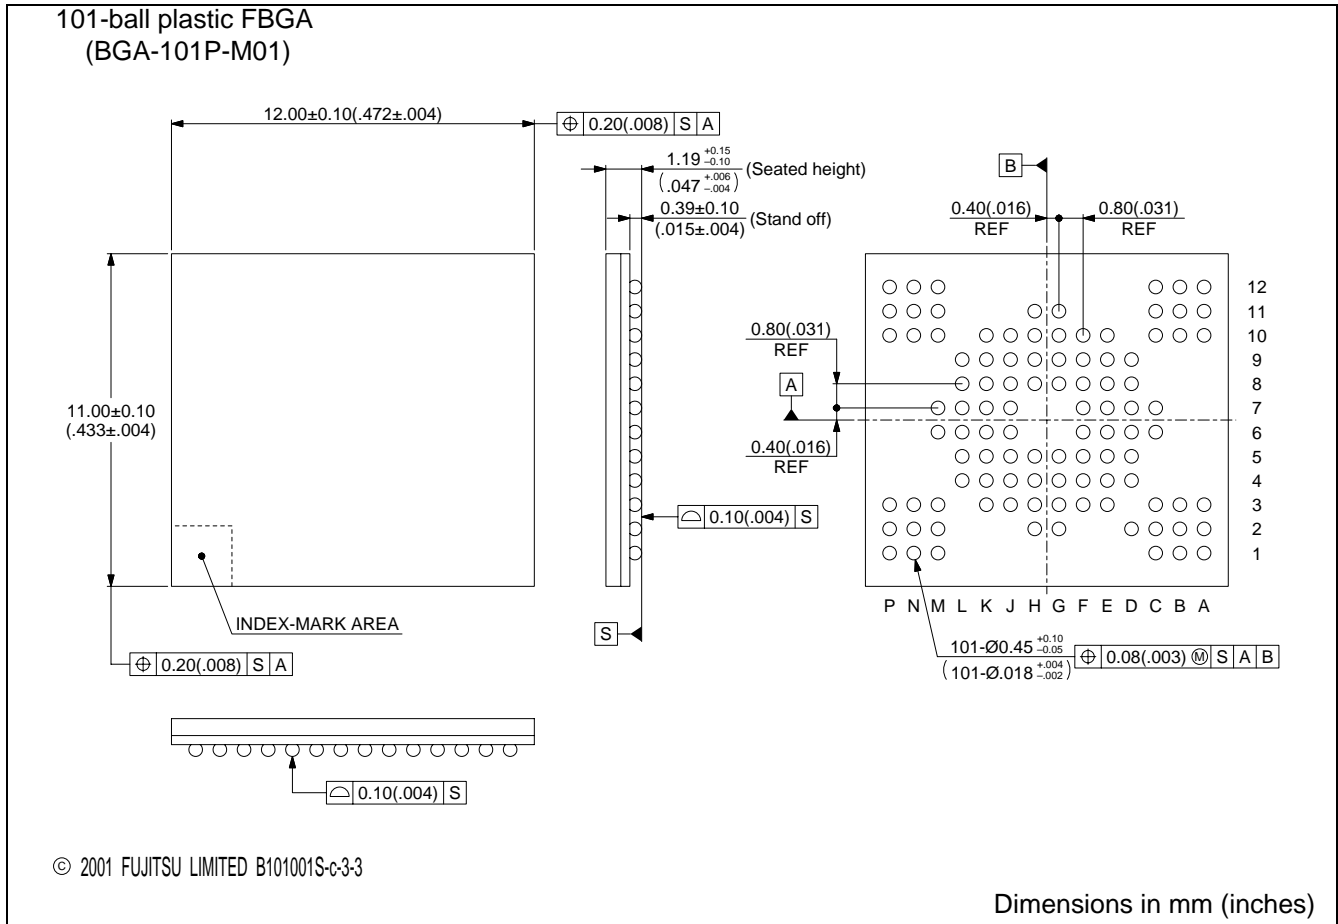 101-ball plastic FBGA
(BGA-101P-M01)
12.00±0.10(.472±.004)
⌖ 0.20(.008) S A
1.19 +0.15 –0.10 (Seated height)
(.047 +.006 –.004)
0.39±0.10 (Stand off)
(.015±.004)
B
0.40(.016) REF
0.80(.031) REF
12
11
10
9
8
7
6
5
4
3
2
1
0.80(.031) REF
A
0.40(.016) REF
11.00±0.10
(.433±.004)
⌓ 0.10(.004) S
INDEX-MARK AREA
S
P N M L K J H G F E D C B A
⌖ 0.20(.008) S A
101-Ø0.45 +0.10 –0.05
(101-Ø.018 +.004 –.002)
⌖ 0.08(.003) Ⓜ S A B
⌓ 0.10(.004) S
© 2001 FUJITSU LIMITED B101001S-c-3-3
Dimensions in mm (inches)